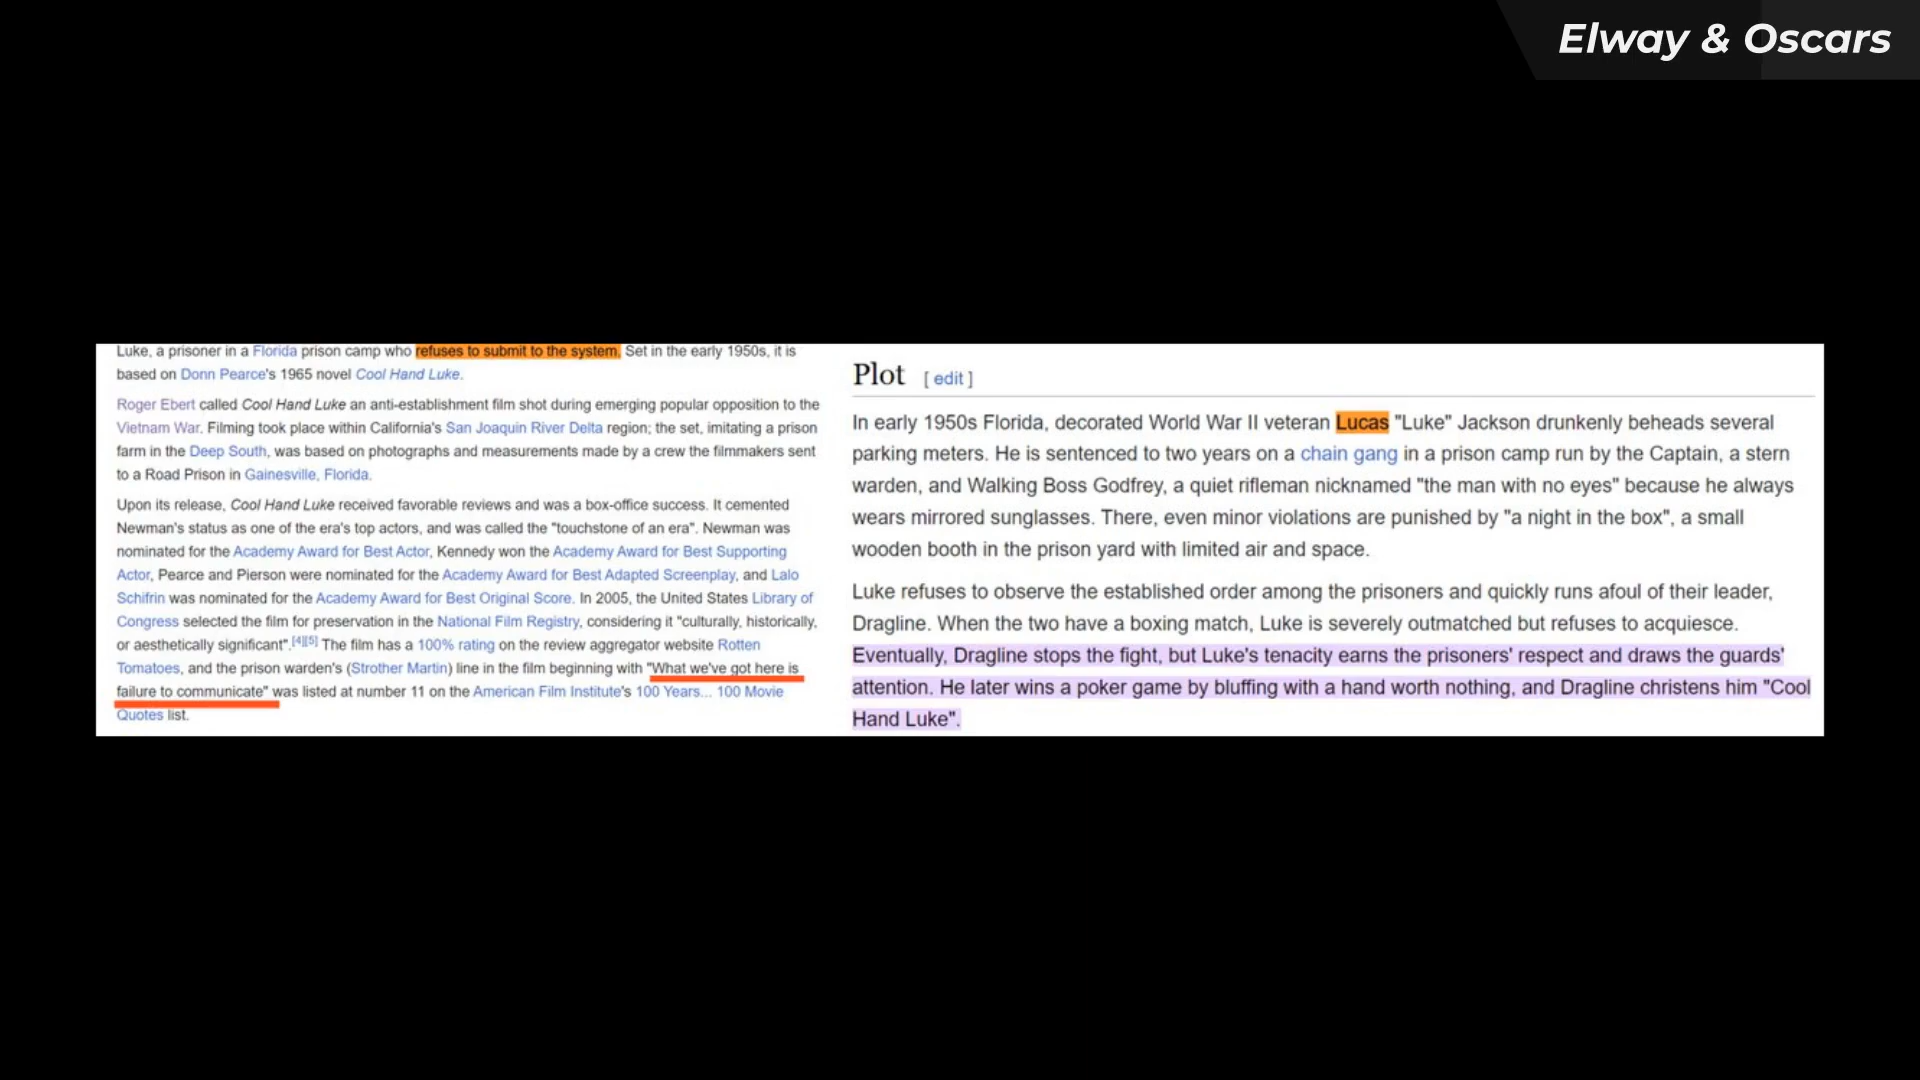 Elway & Oscars
Luke, a prisoner in a Florida prison camp who refuses to submit to the system. Set in the early 1950s, it is
based on Donn Pearce's 1965 novel Cool Hand Luke.
Roger Ebert called Cool Hand Luke an anti-establishment film shot during emerging popular opposition to the
Vietnam War. Filming took place within California's San Joaquin River Delta region; the set, imitating a prison
farm in the Deep South, was based on photographs and measurements made by a crew the filmmakers sent
to a Road Prison in Gainesville, Florida.
Upon its release, Cool Hand Luke received favorable reviews and was a box-office success. It cemented
Newman's status as one of the era's top actors, and was called the "touchstone of an era". Newman was
nominated for the Academy Award for Best Actor, Kennedy won the Academy Award for Best Supporting
Actor, Pearce and Pierson were nominated for the Academy Award for Best Adapted Screenplay, and Lalo
Schifrin was nominated for the Academy Award for Best Original Score. In 2005, the United States Library of
Congress selected the film for preservation in the National Film Registry, considering it "culturally, historically,
or aesthetically significant".[4][5] The film has a 100% rating on the review aggregator website Rotten
Tomatoes, and the prison warden's (Strother Martin) line in the film beginning with "What we've got here is
failure to communicate" was listed at number 11 on the American Film Institute's 100 Years... 100 Movie
Quotes list.
Plot [ edit ]
In early 1950s Florida, decorated World War II veteran Lucas "Luke" Jackson drunkenly beheads several
parking meters. He is sentenced to two years on a chain gang in a prison camp run by the Captain, a stern
warden, and Walking Boss Godfrey, a quiet rifleman nicknamed "the man with no eyes" because he always
wears mirrored sunglasses. There, even minor violations are punished by "a night in the box", a small
wooden booth in the prison yard with limited air and space.
Luke refuses to observe the established order among the prisoners and quickly runs afoul of their leader,
Dragline. When the two have a boxing match, Luke is severely outmatched but refuses to acquiesce.
Eventually, Dragline stops the fight, but Luke's tenacity earns the prisoners' respect and draws the guards'
attention. He later wins a poker game by bluffing with a hand worth nothing, and Dragline christens him "Cool
Hand Luke".